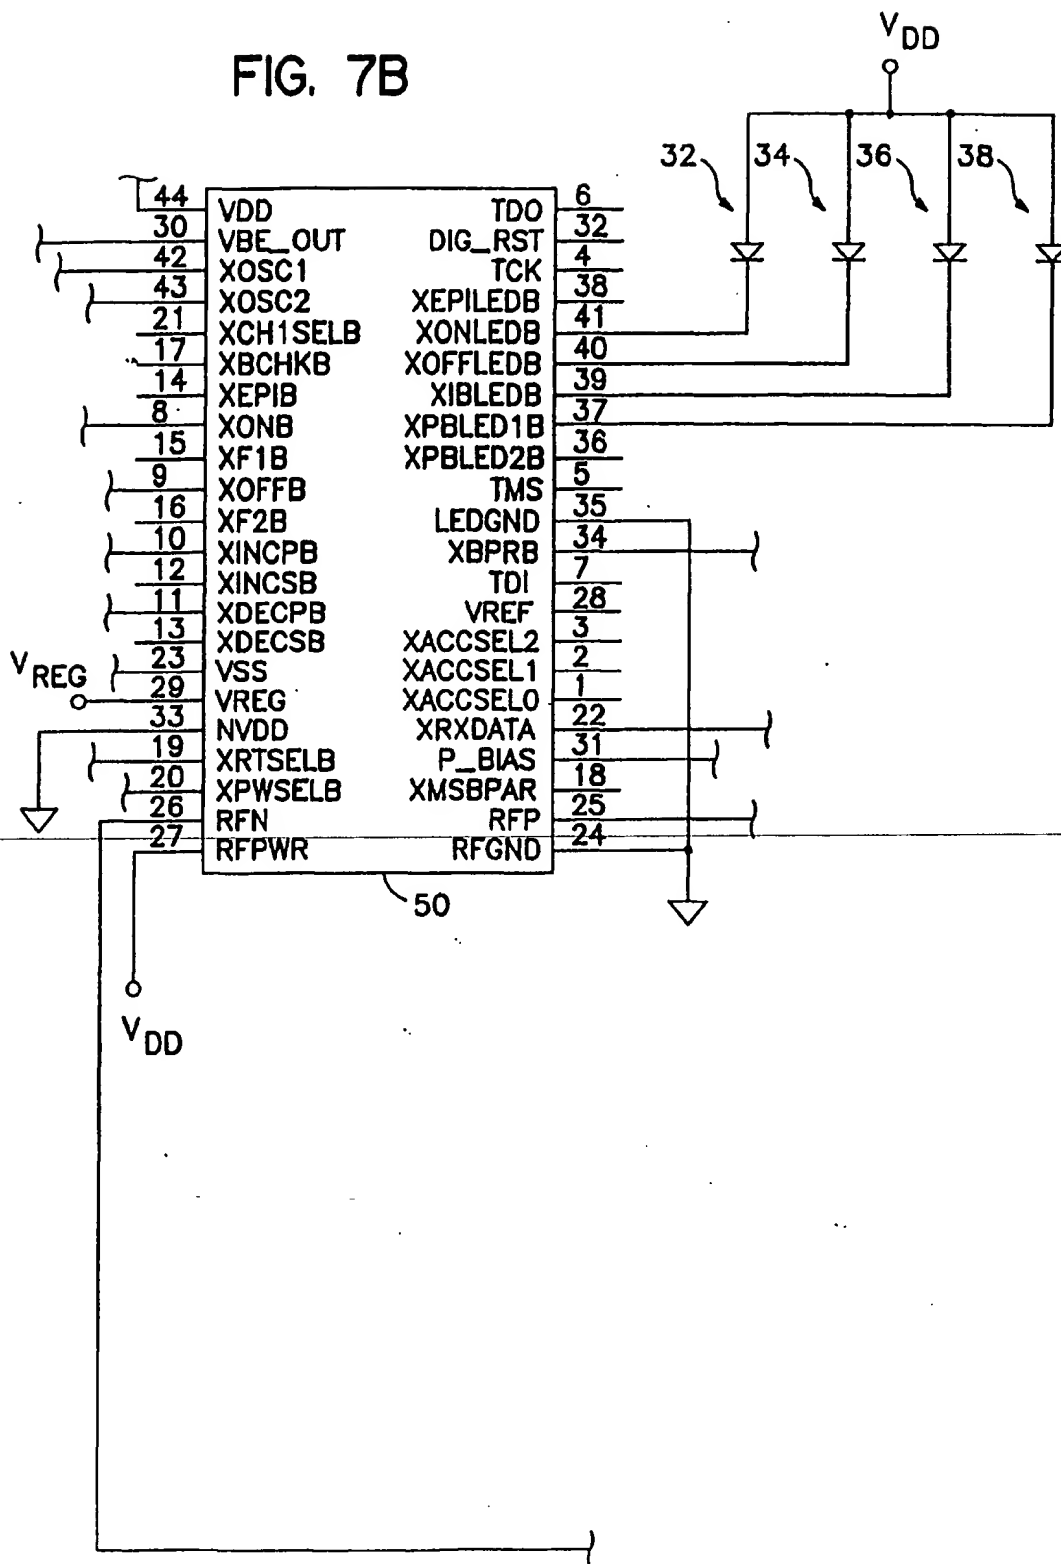 FIG. 7B
VDD
32 34 36 38
44 VDD TDO 6
30 VBE_OUT DIG_RST 32
42 XOSC1 TCK 4
43 XOSC2 XEPILEDB 38
21 XCH1SELB XONLEDB 41
17 XBCHKB XOFFLEDB 40
14 XEPIB XIBLEDB 39
8 XONB XPBLED1B 37
15 XF1B XPBLED2B 36
9 XOFFB TMS 5
16 XF2B LEDGND 35
10 XINCPB XBPRB 34
12 XINCSB TDI 7
11 XDECPB VREF 28
13 XDECSB XACCSEL2 3
23 VSS XACCSEL1 2
VREG 29 VREG XACCSEL0 1
33 NVDD XRXDATA 22
19 XRTSELB P_BIAS 31
20 XPWSELB XMSBPAR 18
26 RFN RFP 25
27 RFPWR RFGND 24
50
VDD